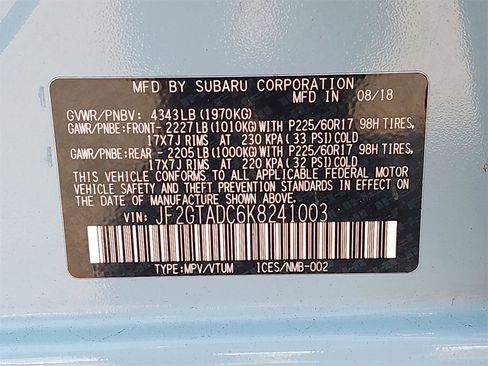 MFD BY SUBARU CORPORATION
MFD IN 08/18
GVWR/PNBV: 4343LB (1970KG)
GAWR/PNBE:FRONT- 2227LB(1010KG)WITH P225/60R17 98H TIRES,
17X7J RIMS AT 230 KPA( 33 PSI)COLD
GAWR/PNBE:REAR - 2205LB(1000KG)WITH P225/60R17 98H TIRES,
17X7J RIMS AT 220 KPA( 32 PSI)COLD
THIS VEHICLE CONFORMS TO ALL APPLICABLE FEDERAL MOTOR
VEHICLE SAFETY AND THEFT PREVENTION STANDARDS IN EFFECT ON
THE DATE OF MANUFACTURE SHOWN ABOVE.
VIN: JF2GTADC6K8241003
TYPE:MPV/VTUM ICES/NMB-002